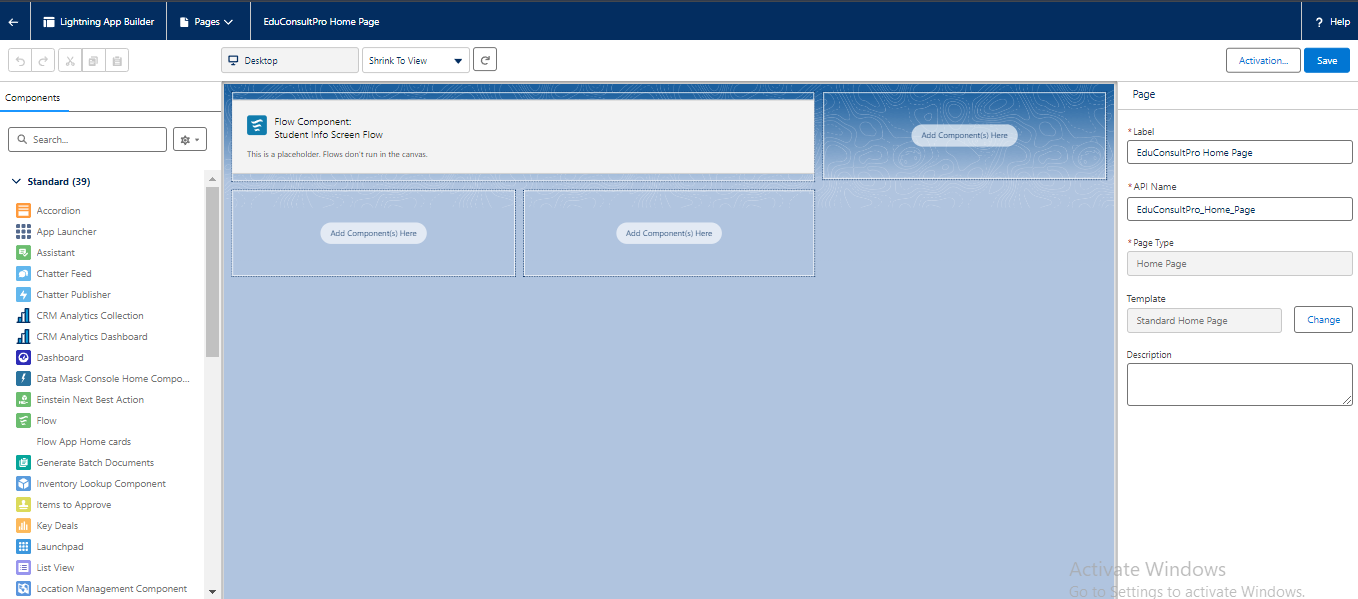 Lightning App Builder
Pages
EduConsultPro Home Page
? Help
Desktop
Shrink To View
Activation...
Save
Components
Search...
Standard (39)
Accordion
App Launcher
Assistant
Chatter Feed
Chatter Publisher
CRM Analytics Collection
CRM Analytics Dashboard
Dashboard
Data Mask Console Home Compo...
Einstein Next Best Action
Flow
Flow App Home cards
Generate Batch Documents
Inventory Lookup Component
Items to Approve
Key Deals
Launchpad
List View
Location Management Component
Flow Component:
Student Info Screen Flow
This is a placeholder. Flows don't run in the canvas.
Add Component(s) Here
Add Component(s) Here
Add Component(s) Here
Page
*Label
EduConsultPro Home Page
*API Name
EduConsultPro_Home_Page
*Page Type
Home Page
Template
Standard Home Page
Change
Description
Activate Windows
Go to Settings to activate Windows.